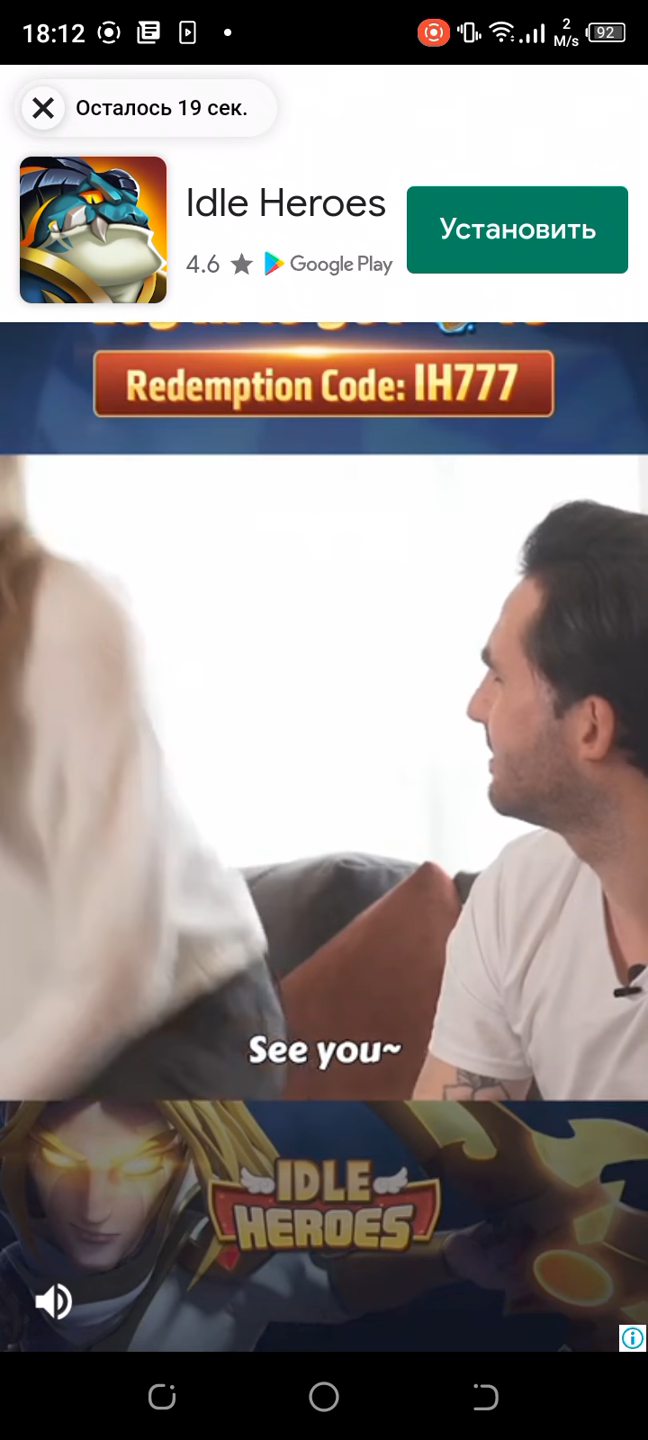 18:12
2
M/s
92
Осталось 19 сек.
Idle Heroes
4.6
Google Play
Установить
Redemption Code: IH777
See you~
IDLE
HEROES